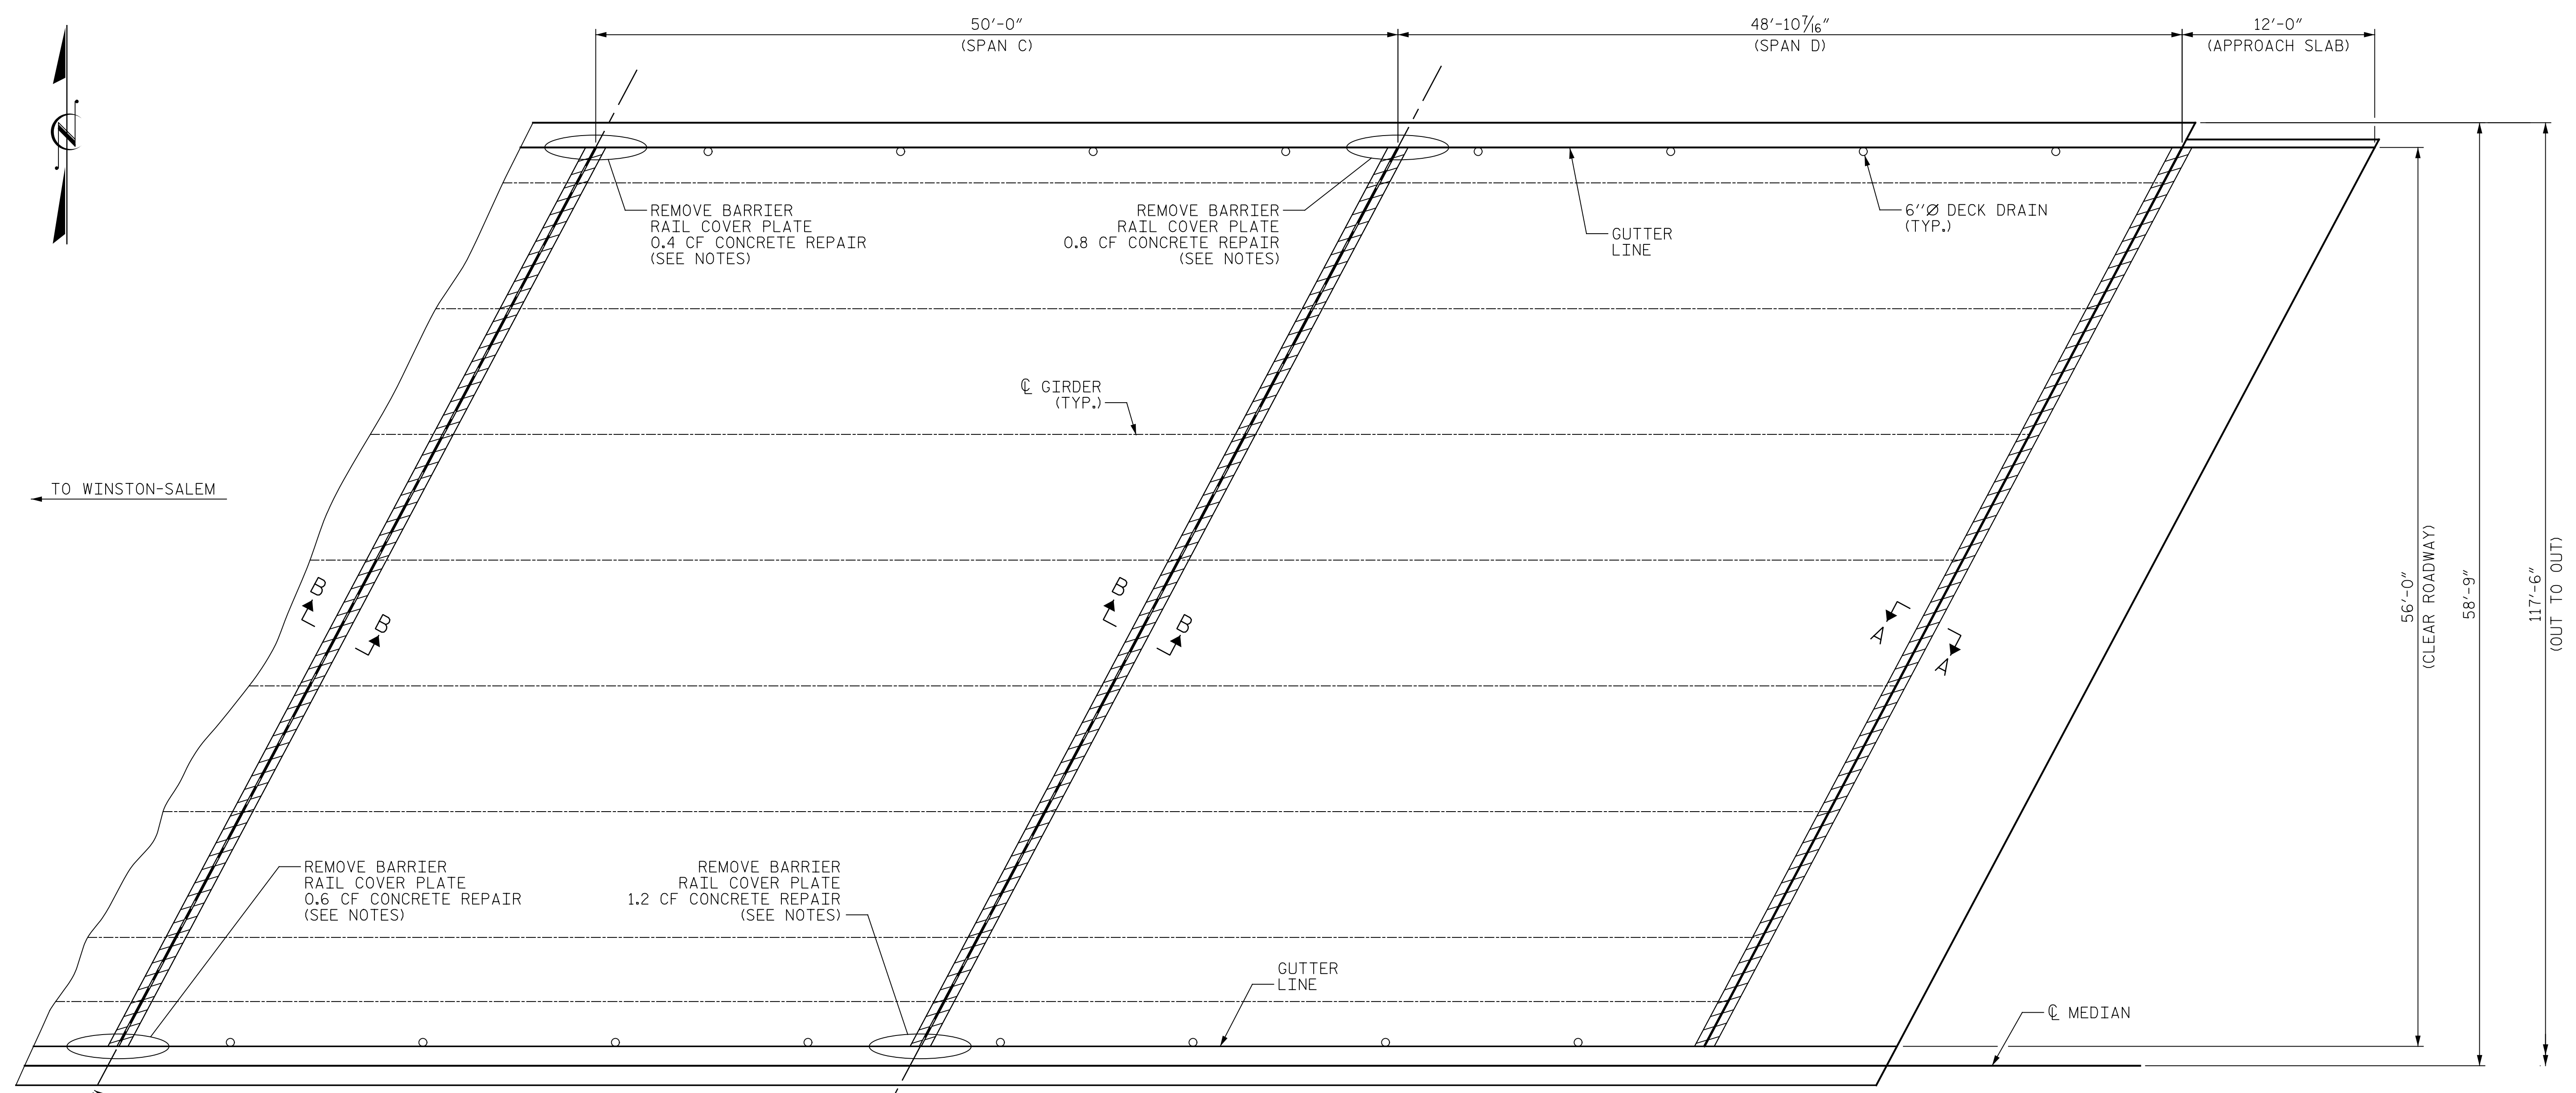 50'-0"
(SPAN C)
48'-10 7/16"
(SPAN D)
12'-0"
(APPROACH SLAB)
N
REMOVE BARRIER
RAIL COVER PLATE
0.4 CF CONCRETE REPAIR
(SEE NOTES)
REMOVE BARRIER
RAIL COVER PLATE
0.8 CF CONCRETE REPAIR
(SEE NOTES)
GUTTER
LINE
6"Ø DECK DRAIN
(TYP.)
℄ GIRDER
(TYP.)
TO WINSTON-SALEM
B
B
B
B
A
A
56'-0"
(CLEAR ROADWAY)
58'-9"
117'-6"
(OUT TO OUT)
REMOVE BARRIER
RAIL COVER PLATE
0.6 CF CONCRETE REPAIR
(SEE NOTES)
REMOVE BARRIER
RAIL COVER PLATE
1.2 CF CONCRETE REPAIR
(SEE NOTES)
GUTTER
LINE
℄ MEDIAN